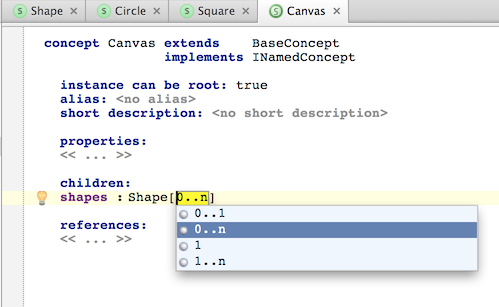 Shape Circle Square Canvas
concept Canvas extends BaseConcept
implements INamedConcept
instance can be root: true
alias: <no alias>
short description: <no short description>
properties:
<< ... >>
children:
shapes : Shape[0..n]
0..1
0..n
1
1..n
references:
<< ... >>